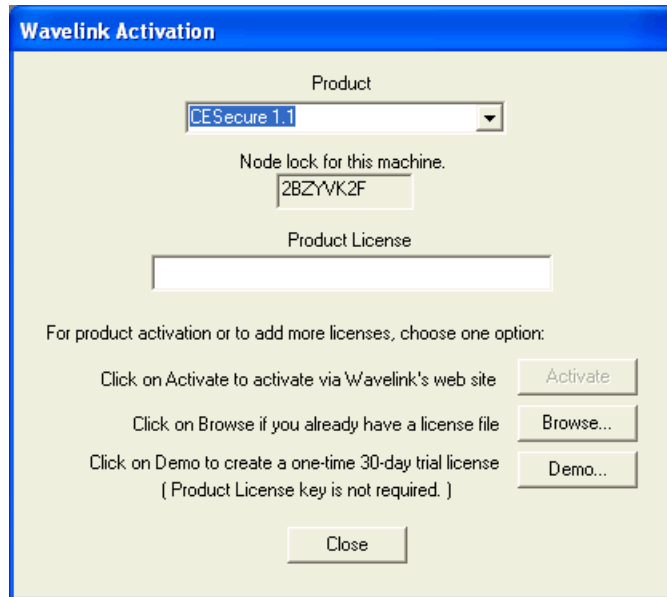 Wavelink Activation
Product
CESecure 1.1
Node lock for this machine.
2BZYVK2F
Product License
For product activation or to add more licenses, choose one option:
Click on Activate to activate via Wavelink's web site
Activate
Click on Browse if you already have a license file
Browse...
Click on Demo to create a one-time 30-day trial license
( Product License key is not required. )
Demo...
Close